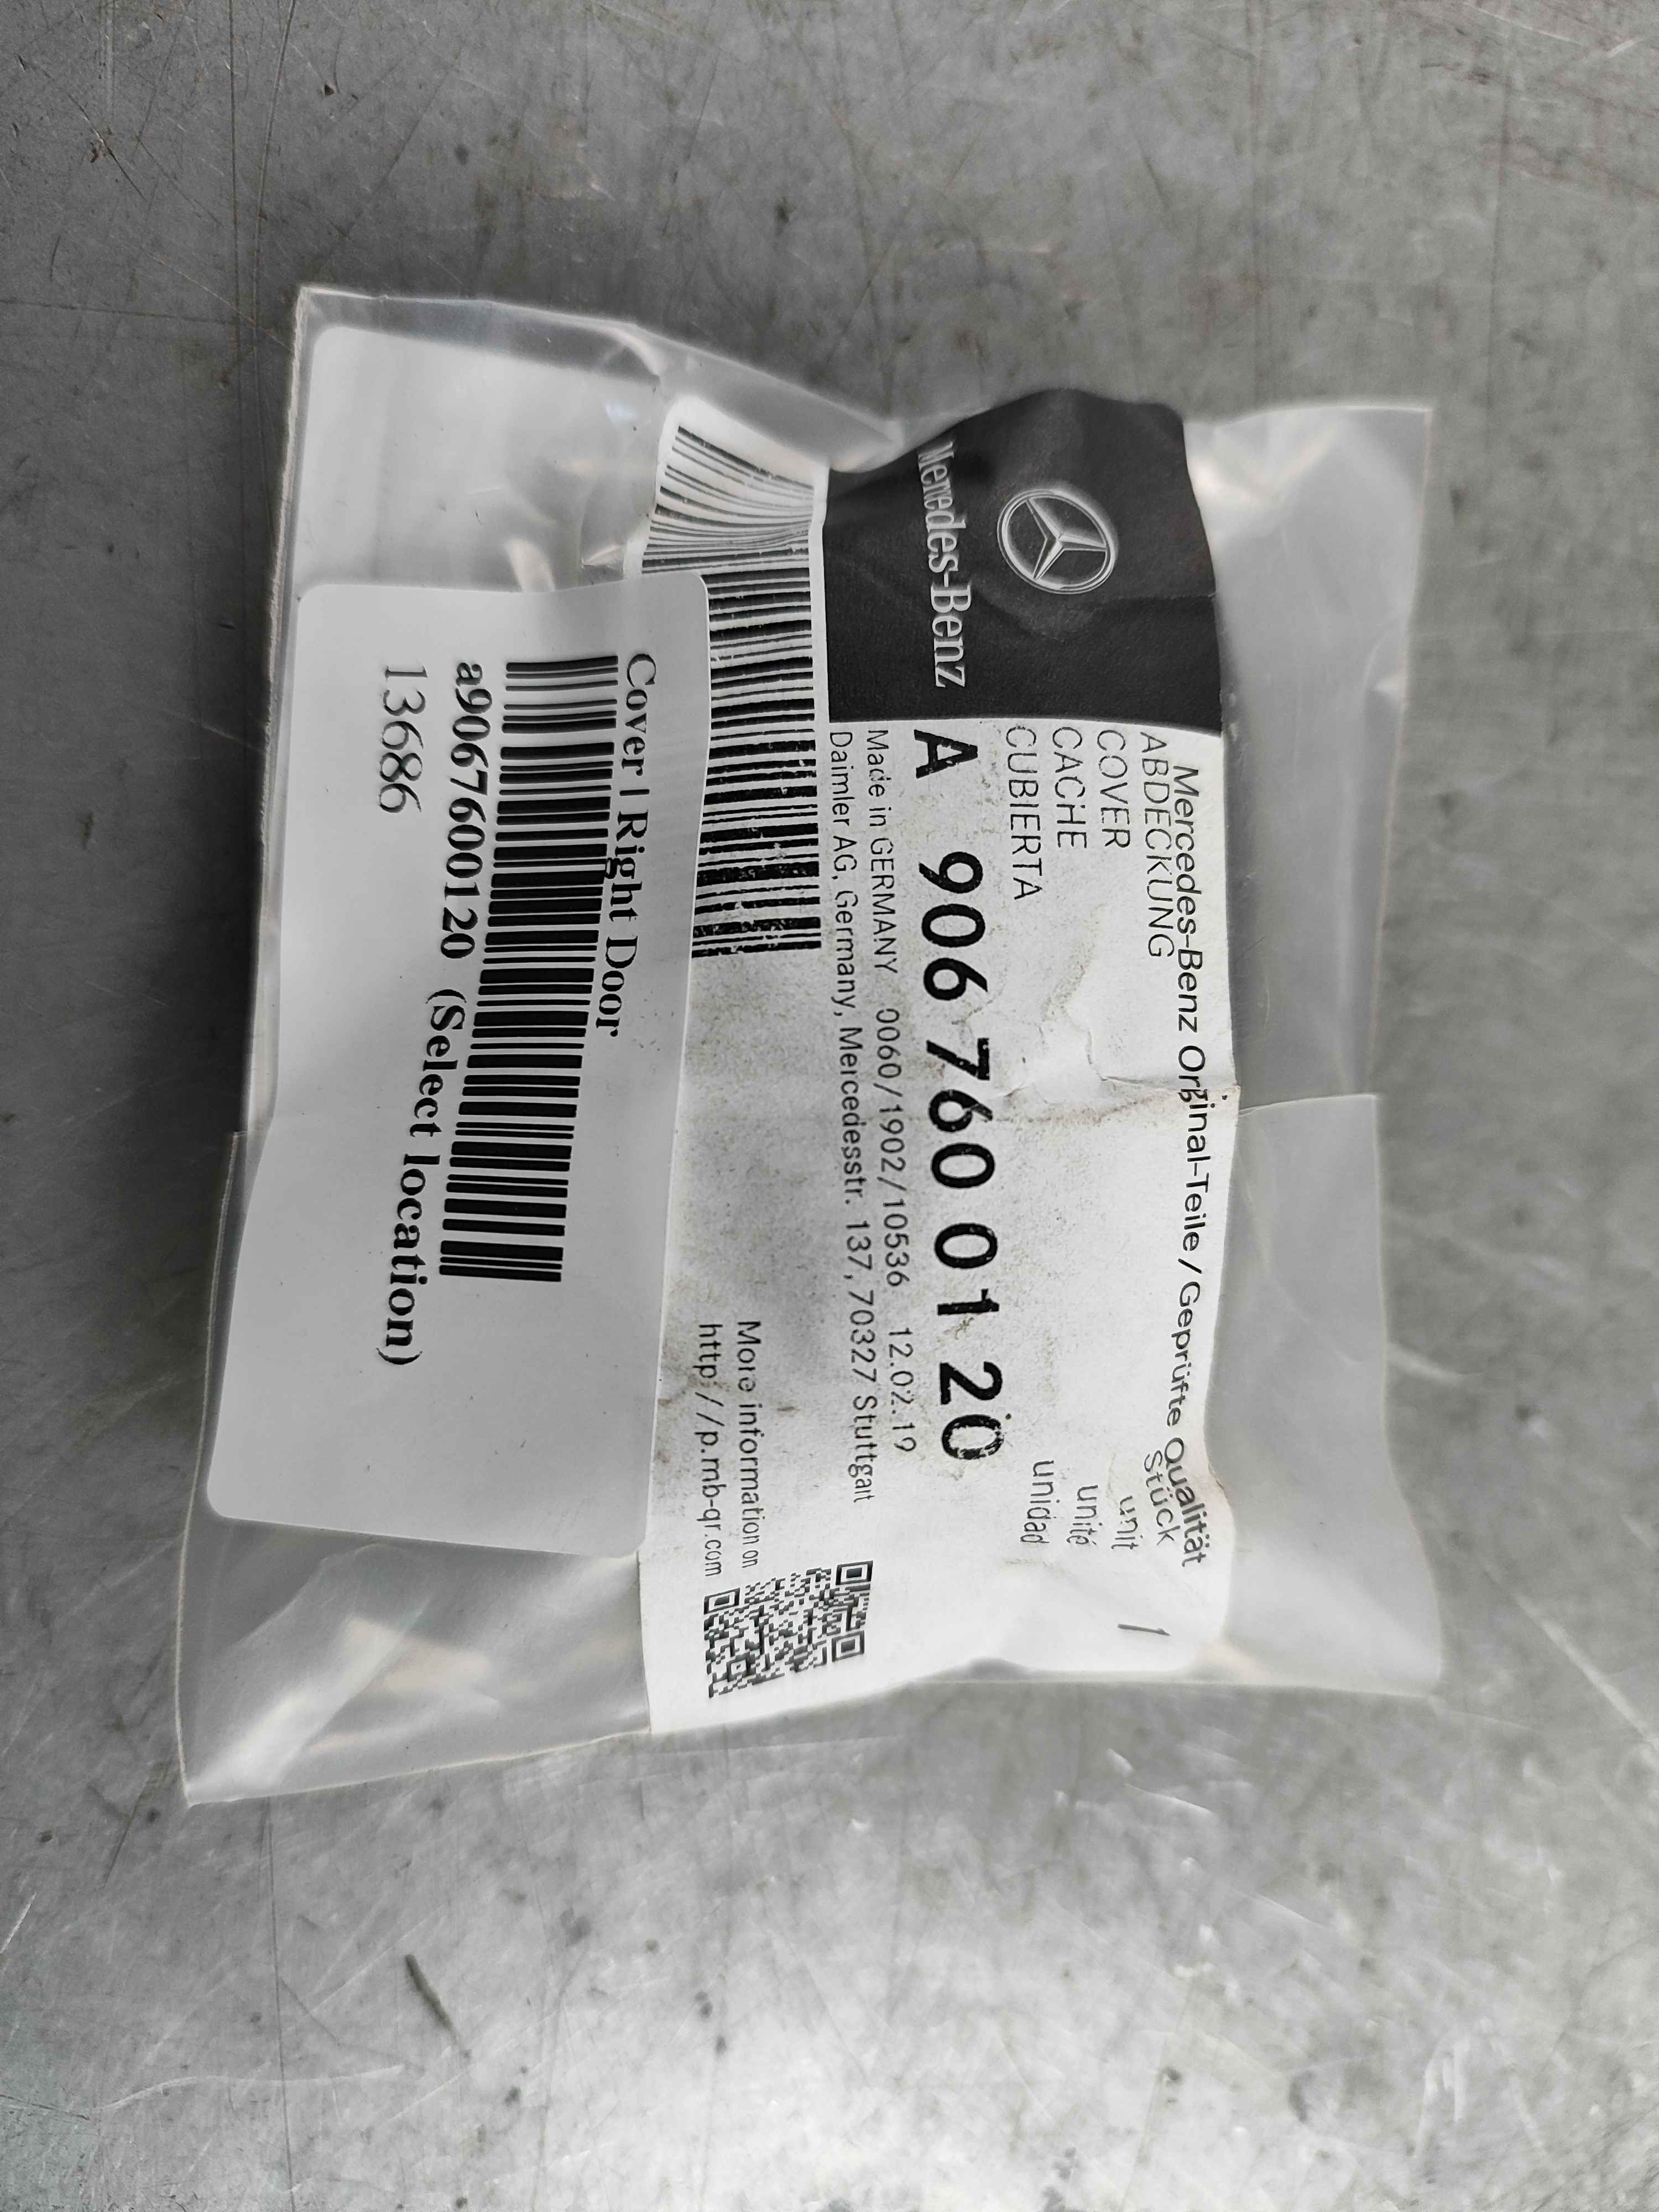 Mercedes-Benz
Mercedes-Benz Orginal-Teile/Geprüfte Qualität
ABDECKUNG Stück
COVER unit 1
CACHE unité
CUBIERTA unidad
A 906 760 01 20
Made in GERMANY 0060/1902/10536 12.02.19
Daimler AG, Germany, Mercedesstr. 137, 70327 Stuttgart
More information on
http://p.mb-qr.com
Cover | Right Door
a9067600120 (Select location)
13686